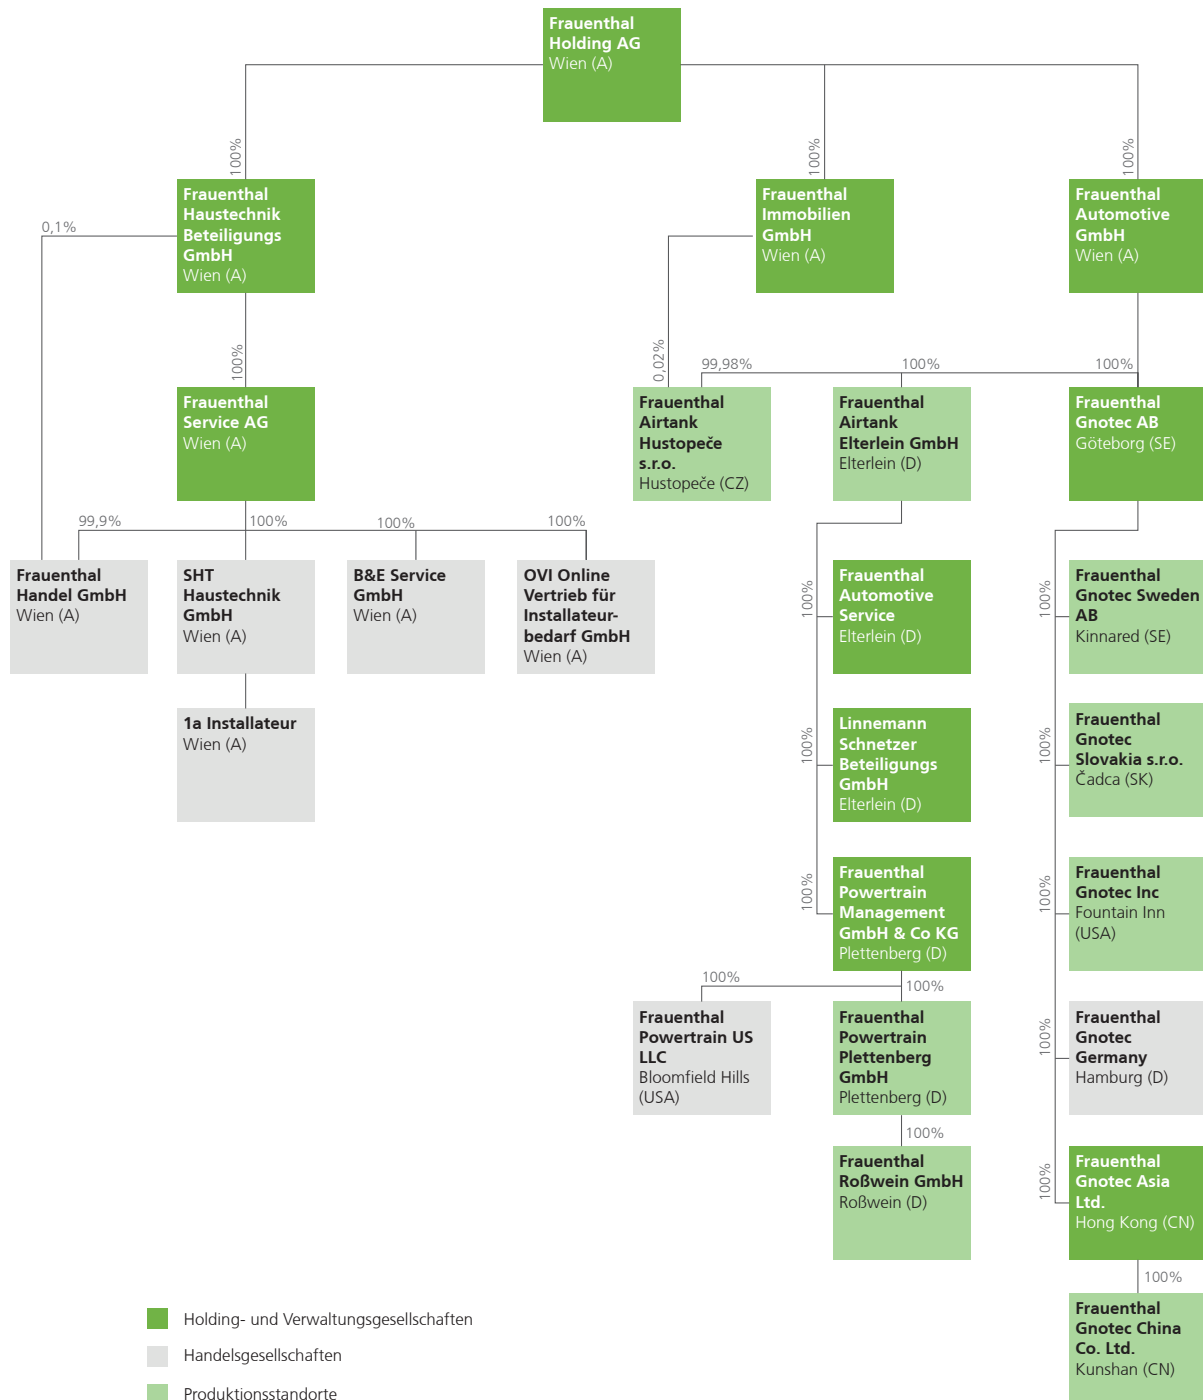 Frauenthal
Holding AG
Wien (A)
100%
100%
100%
Frauenthal
Haustechnik
Beteiligungs
GmbH
Wien (A)
Frauenthal
Immobilien
GmbH
Wien (A)
Frauenthal
Automotive
GmbH
Wien (A)
0,1%
100%
0,02%
99,98%
100%
100%
Frauenthal
Service AG
Wien (A)
Frauenthal
Airtank
Hustopeče
s.r.o.
Hustopeče (CZ)
Frauenthal
Airtank
Elterlein GmbH
Elterlein (D)
Frauenthal
Gnotec AB
Göteborg (SE)
99,9%
100%
100%
100%
Frauenthal
Handel GmbH
Wien (A)
SHT
Haustechnik
GmbH
Wien (A)
B&E Service
GmbH
Wien (A)
OVI Online
Vertrieb für
Installateur-
bedarf GmbH
Wien (A)
100%
Frauenthal
Automotive
Service
Elterlein (D)
100%
Frauenthal
Gnotec Sweden
AB
Kinnared (SE)
1a Installateur
Wien (A)
100%
Linnemann
Schnetzer
Beteiligungs
GmbH
Elterlein (D)
100%
Frauenthal
Gnotec
Slovakia s.r.o.
Čadca (SK)
100%
Frauenthal
Powertrain
Management
GmbH & Co KG
Plettenberg (D)
100%
Frauenthal
Gnotec Inc
Fountain Inn
(USA)
100%
100%
Frauenthal
Powertrain US
LLC
Bloomfield Hills
(USA)
Frauenthal
Powertrain
Plettenberg
GmbH
Plettenberg (D)
100%
Frauenthal
Gnotec
Germany
Hamburg (D)
100%
Frauenthal
Roßwein GmbH
Roßwein (D)
100%
Frauenthal
Gnotec Asia
Ltd.
Hong Kong (CN)
100%
Frauenthal
Gnotec China
Co. Ltd.
Kunshan (CN)
Holding- und Verwaltungsgesellschaften
Handelsgesellschaften
Produktionsstandorte